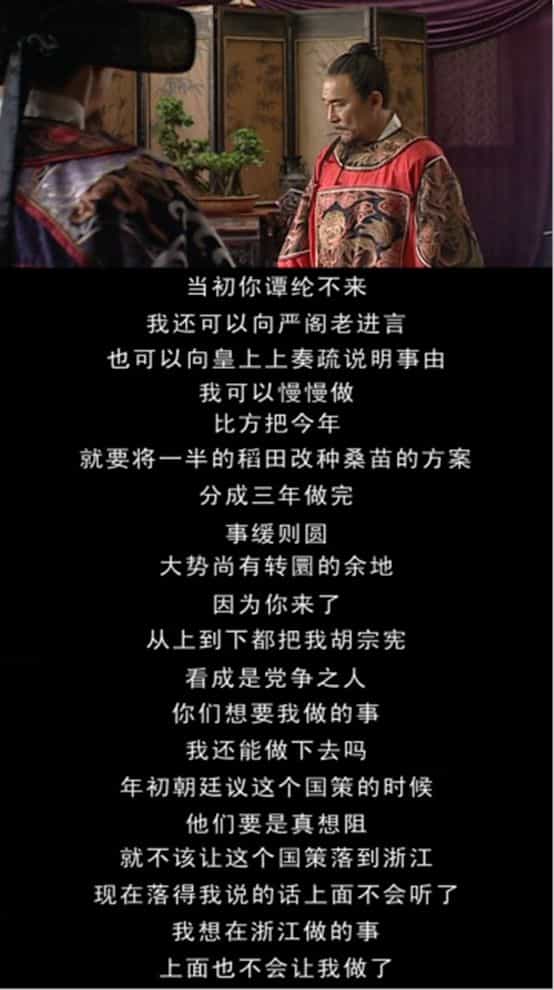 当初你谭纶不来
我还可以向严阁老进言
也可以向皇上上奏疏说明事由
我可以慢慢做
比方把今年
就要将一半的稻田改种桑苗的方案
分成三年做完
事缓则圆
大势尚有转圜的余地
因为你来了
从上到下都把我胡宗宪
看成是党争之人
你们想要我做的事
我还能做下去吗
年初朝廷议这个国策的时候
他们要是真想阻
就不该让这个国策落到浙江
现在落得我说的话上面不会听了
我想在浙江做的事
上面也不会让我做了